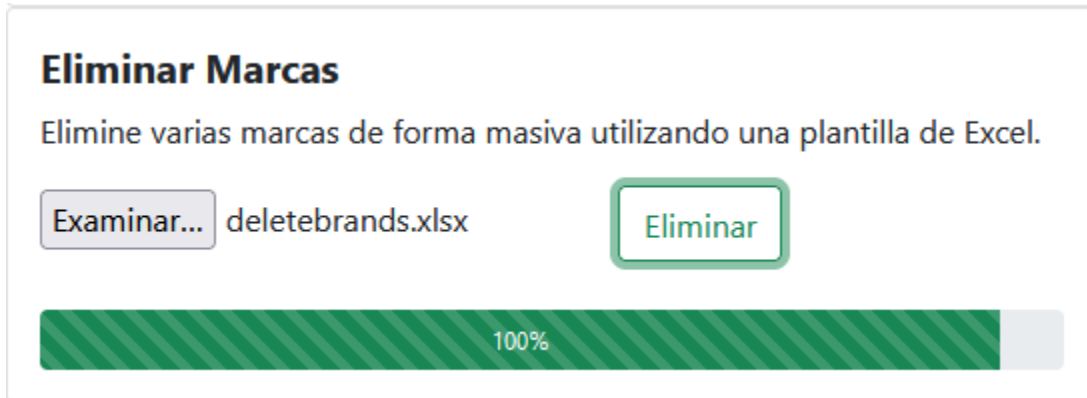 Eliminar Marcas
Elimine varias marcas de forma masiva utilizando una plantilla de Excel.
Examinar... deletebrands.xlsx Eliminar
100%